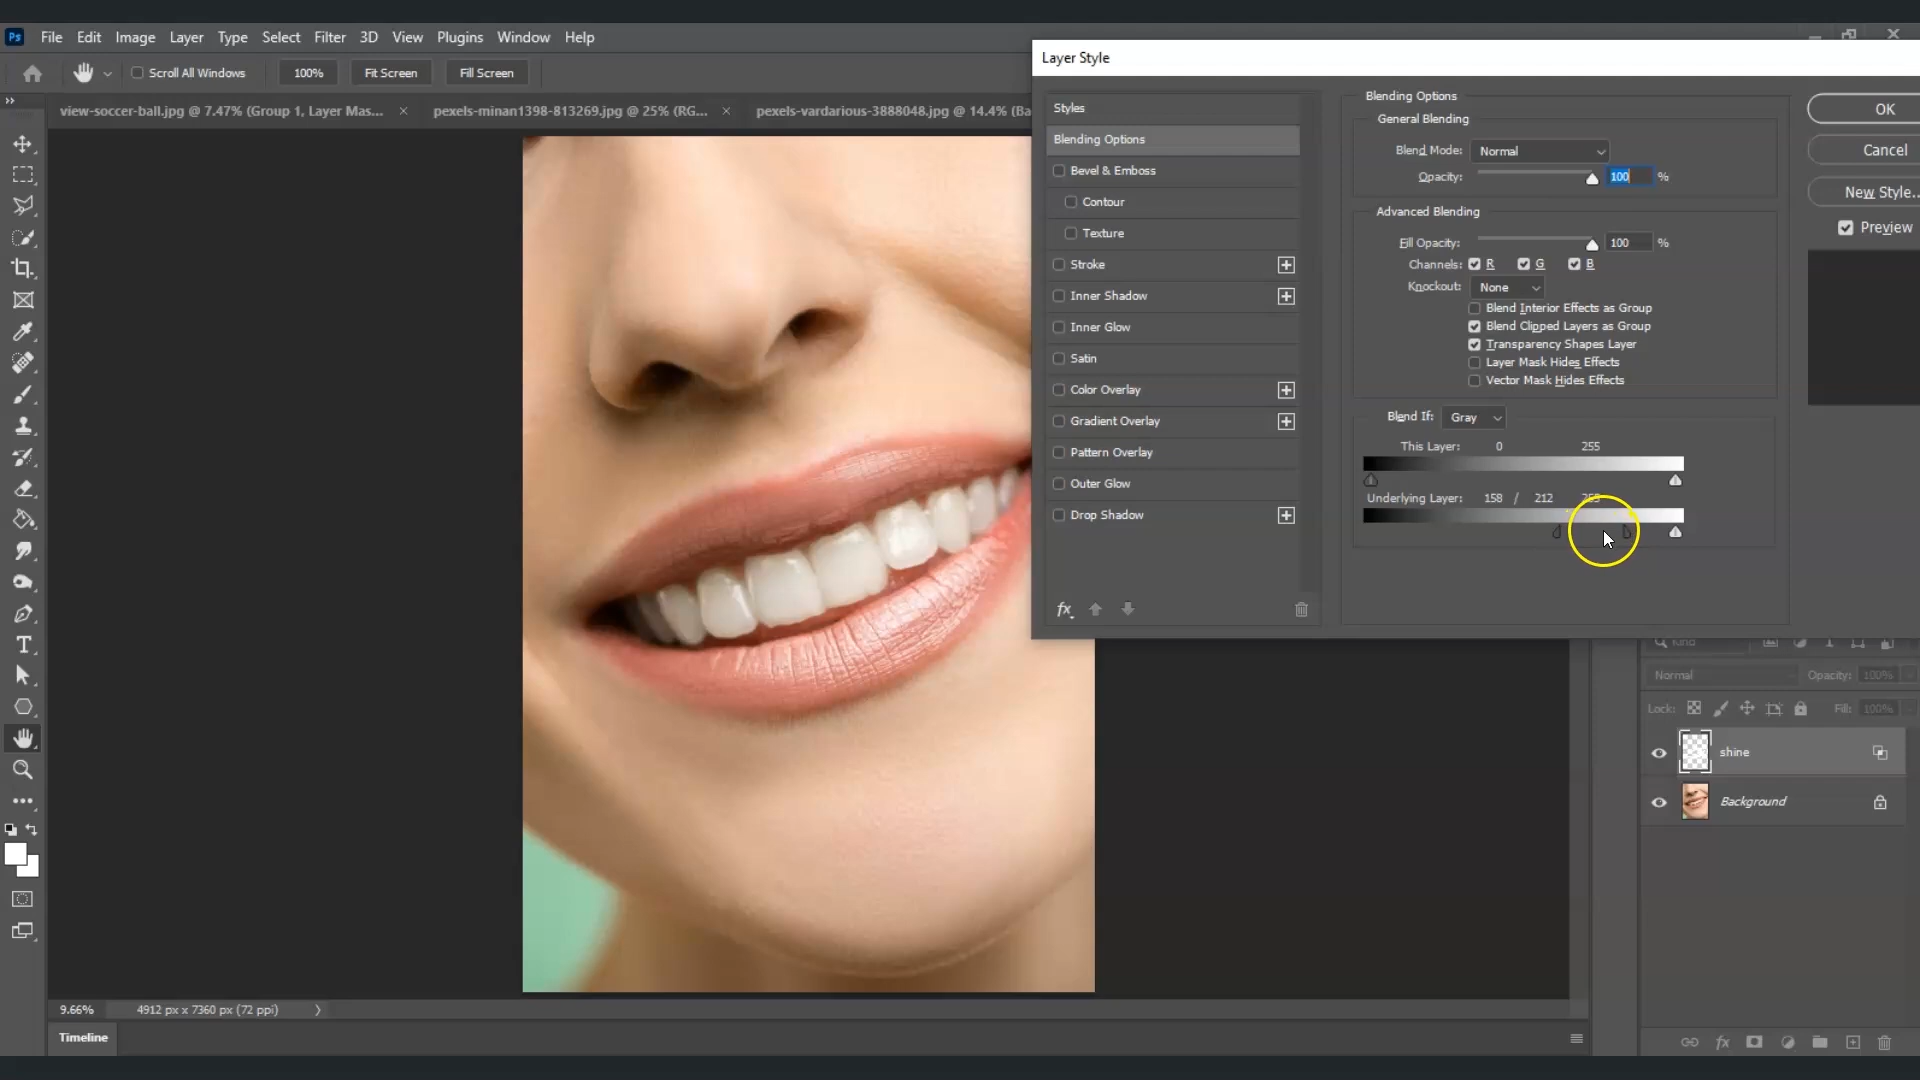 Ps File Edit Image Layer Type Select Filter 3D View Plugins Window Help
Scroll All Windows 100% Fit Screen Fill Screen
view-soccer-ball.jpg @ 7.47% (Group 1, Layer Mas... × pexels-minan1398-813269.jpg @ 25% (RG... × pexels-vardarious-3888048.jpg @ 14.4% (Ba
Layer Style
Styles
Blending Options
Bevel & Emboss
Contour
Texture
Stroke
Inner Shadow
Inner Glow
Satin
Color Overlay
Gradient Overlay
Pattern Overlay
Outer Glow
Drop Shadow
fx
Blending Options
General Blending
Blend Mode: Normal
Opacity: 100 %
Advanced Blending
Fill Opacity: 100 %
Channels: R G B
Knockout: None
Blend Interior Effects as Group
Blend Clipped Layers as Group
Transparency Shapes Layer
Layer Mask Hides Effects
Vector Mask Hides Effects
Blend If: Gray
This Layer: 0 255
Underlying Layer: 158 / 212 255
OK
Cancel
New Style...
Preview
Kind
Normal Opacity: 100%
Lock: Fill: 100%
shine
Background
fx
9.66% 4912 px x 7360 px (72 ppi)
Timeline